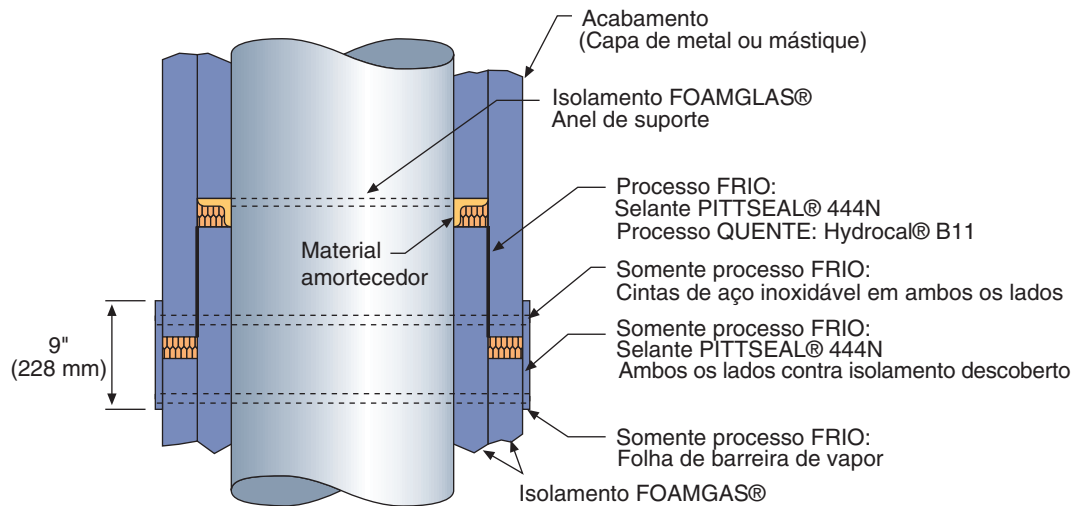 Acabamento
(Capa de metal ou mástique)
Isolamento FOAMGLAS®
Anel de suporte
Processo FRIO:
Selante PITTSEAL® 444N
Processo QUENTE: Hydrocal® B11
Material
amortecedor
Somente processo FRIO:
Cintas de aço inoxidável em ambos os lados
9"
(228 mm)
Somente processo FRIO:
Selante PITTSEAL® 444N
Ambos os lados contra isolamento descoberto
Somente processo FRIO:
Folha de barreira de vapor
Isolamento FOAMGAS®